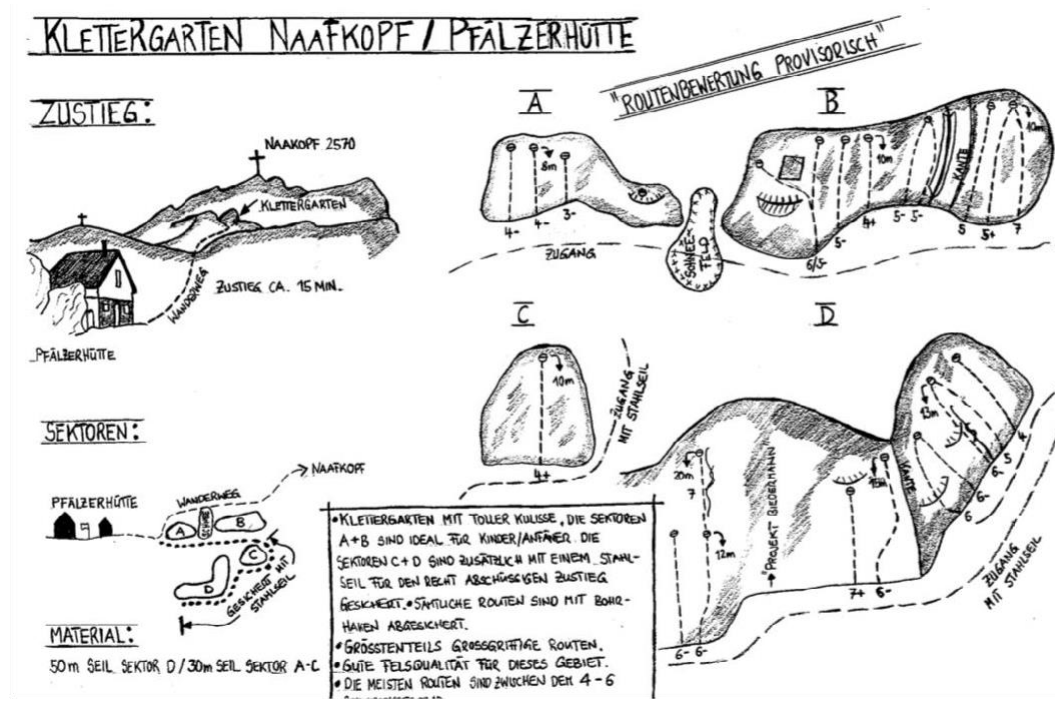 KLETTERGARTEN NAAFKOPF / PFÄLZERHÜTTE
"ROUTENBEWERTUNG PROVISORISCH"
ZUSTIEG:
NAAKOPF 2570
KLETTERGARTEN
WANDERWEG
ZUSTIEG CA. 15 MIN.
PFÄLZERHÜTTE
A
8m
4-
4-
3-
ZUGANG
SCHNEE-
FELD
B
10m
KANTE
10m
6/5-
5-
4+
5-
5-
5
5+
7
C
10m
4+
ZUGANG
MIT STAHLSEIL
D
20m
7
12m
"PROJEKT BIEDERMANN
KANTE
13m
6-
6-
7+
6-
4
5
6-
6-
6
ZUGANG
MIT STAHLSEIL
SEKTOREN:
NAAFKOPF
WANDERWEG
PFÄLZERHÜTTE
A
B
C
D
GESICHERT MIT
STAHLSEIL
MATERIAL:
50m SEIL SEKTOR D / 30m SEIL SEKTOR A-C
• KLETTERGARTEN MIT TOLLER KULISSE, DIE SEKTOREN
A+B SIND IDEAL FÜR KINDER/ANFÄNER. DIE
SEKTOREN C+D SIND ZUSÄTZLICH MIT EINEM STAHL-
SEIL FÜR DEN RECHT ABSCHÜSSIGEN ZUSTIEG
GESICHERT. • SÄMTLICHE ROUTEN SIND MIT BOHR-
HAKEN ABGESICHERT.
• GRÖSSTENTEILS GROSSGRIFFIGE ROUTEN.
• GUTE FELSQUALITÄT FÜR DIESES GEBIET.
• DIE MEISTEN ROUTEN SIND ZWUCHEN DEM 4-6